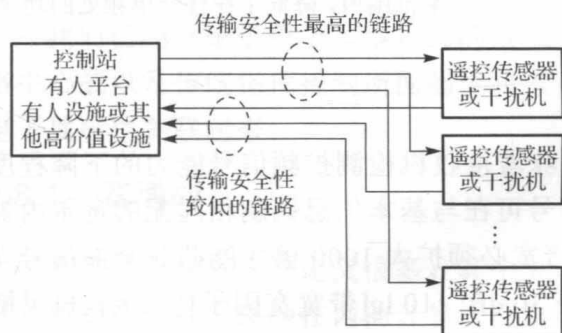 传输安全性最高的链路
控制站
有人平台
有人设施或其
他高价值设施
遥控传感器
或干扰机
遥控传感器
或干扰机
传输安全性
较低的链路
⋮
遥控传感器
或干扰机